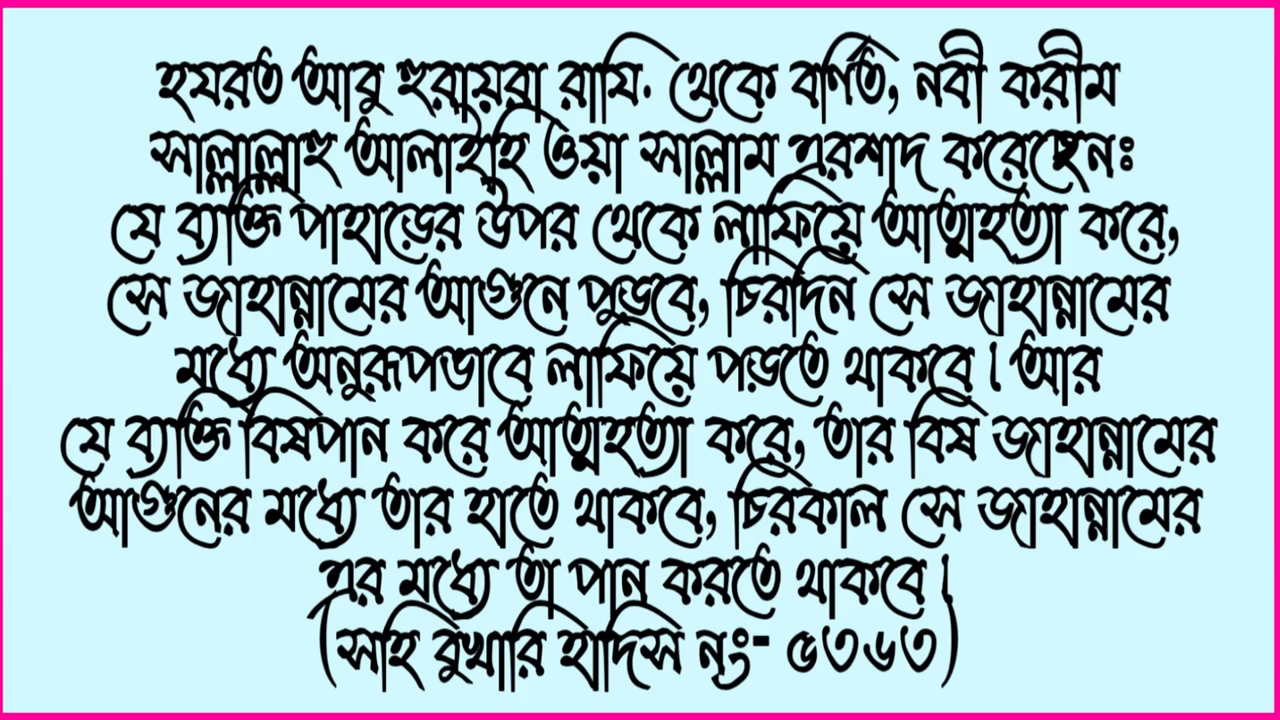 হযরত আবু হুরায়রা রাযি. থেকে বর্ণিত, নবী করীম
সাল্লাল্লাহু আলাইহি ওয়া সাল্লাম এরশাদ করেছেনঃ
যে ব্যক্তি পাহাড়ের উপর থেকে লাফিয়ে আত্মহত্যা করে,
সে জাহান্নামের আগুনে পুড়বে, চিরদিন সে জাহান্নামের
মধ্যে অনুরূপভাবে লাফিয়ে পড়তে থাকবে। আর
যে ব্যক্তি বিষপান করে আত্মহত্যা করে, তার বিষ জাহান্নামের
আগুনের মধ্যে তার হাতে থাকবে, চিরকাল সে জাহান্নামের
এর মধ্যে তা পান করতে থাকবে।
(সহি বুখারি হাদিস নং- ৫৩৬৩)